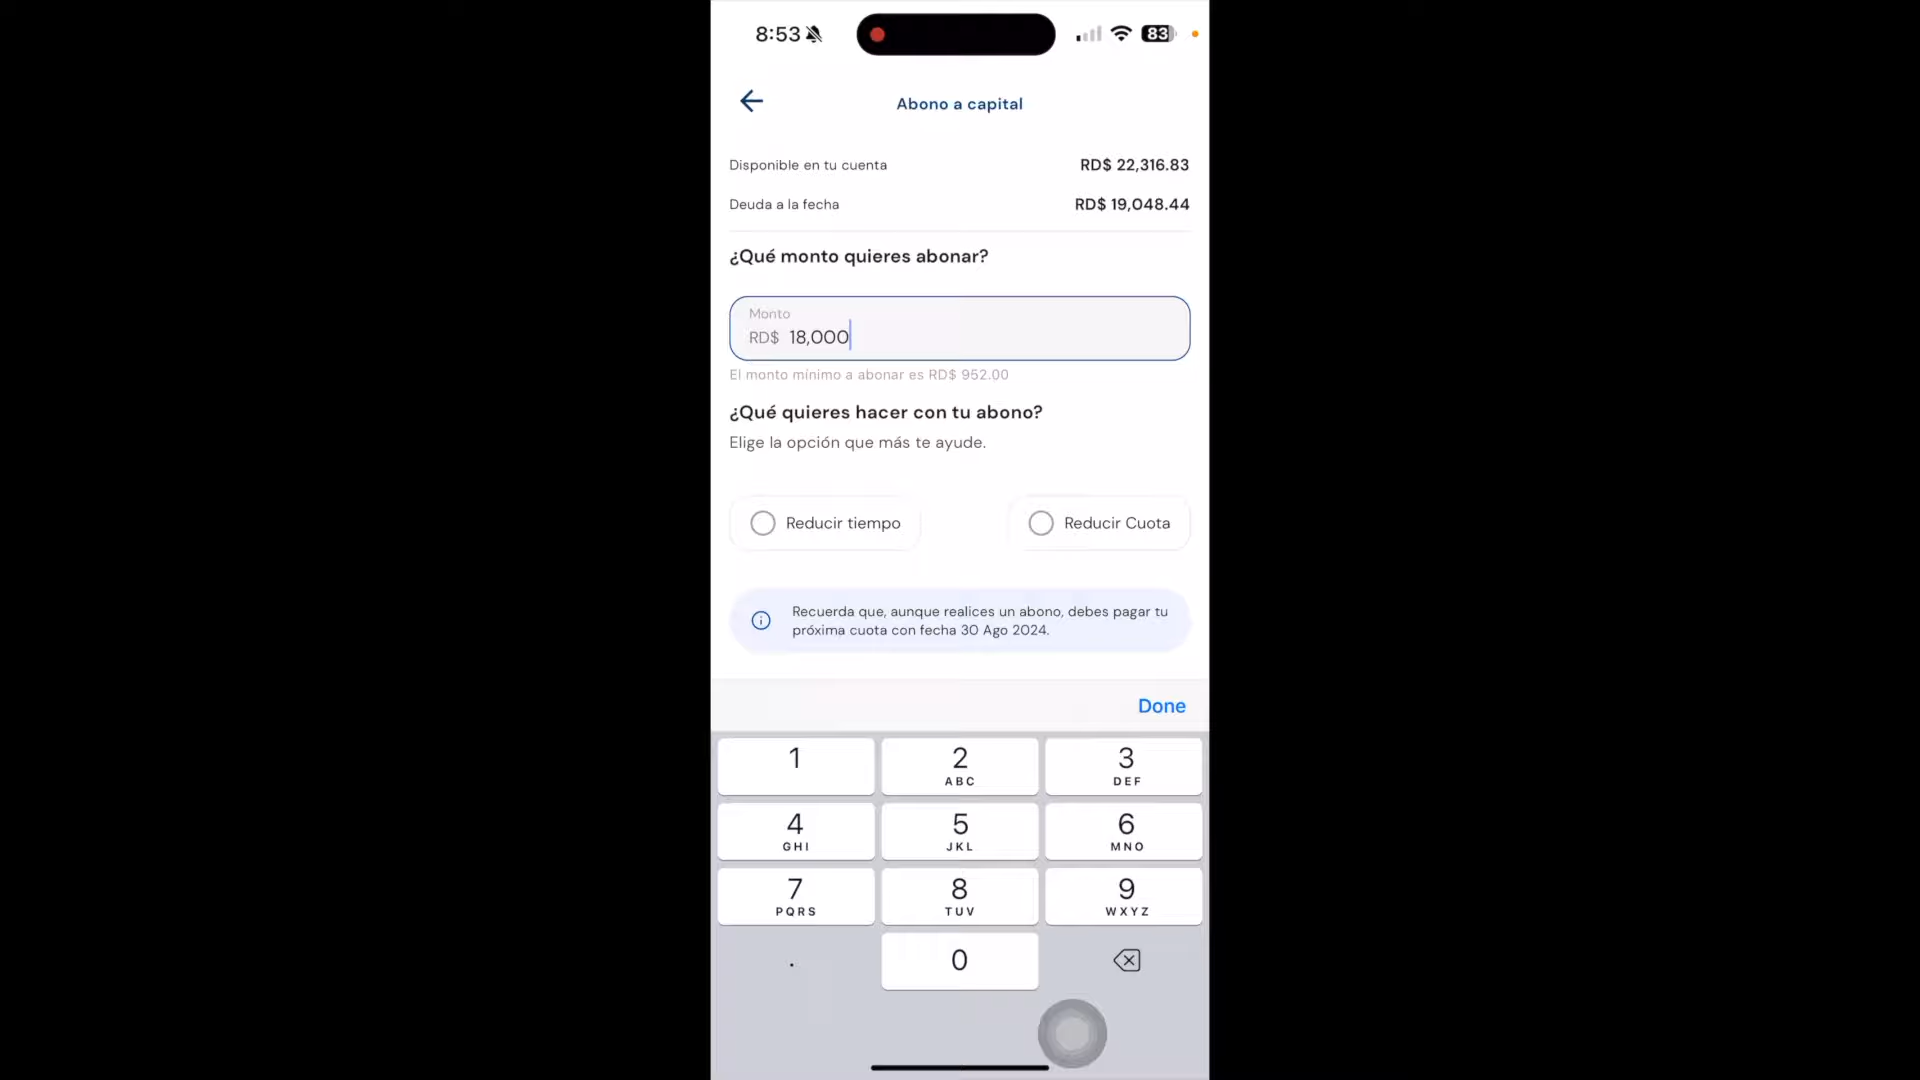 8:53
83
Abono a capital
Disponible en tu cuenta RD$ 22,316.83
Deuda a la fecha RD$ 19,048.44
¿Qué monto quieres abonar?
Monto
RD$ 18,000
El monto mínimo a abonar es RD$ 952.00
¿Qué quieres hacer con tu abono?
Elige la opción que más te ayude.
Reducir tiempo Reducir Cuota
Recuerda que, aunque realices un abono, debes pagar tu
próxima cuota con fecha 30 Ago 2024.
Done
1 2 3
ABC DEF
4 5 6
GHI JKL MNO
7 8 9
PQRS TUV WXYZ
. 0